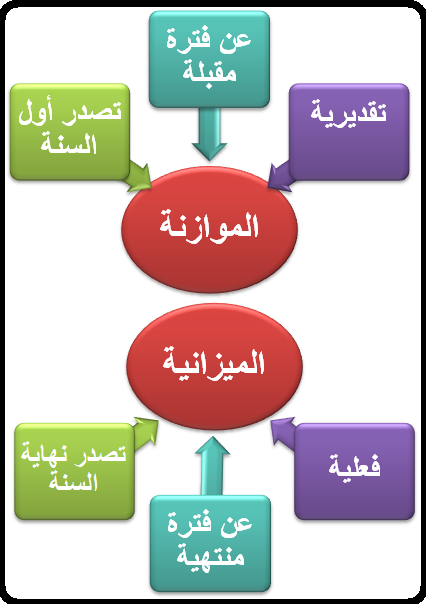 عن فترة
مقبلة
تقديرية
تصدر أول
السنة
الموازنة
الميزانية
فعلية
تصدر نهاية
السنة
عن فترة
منتهية